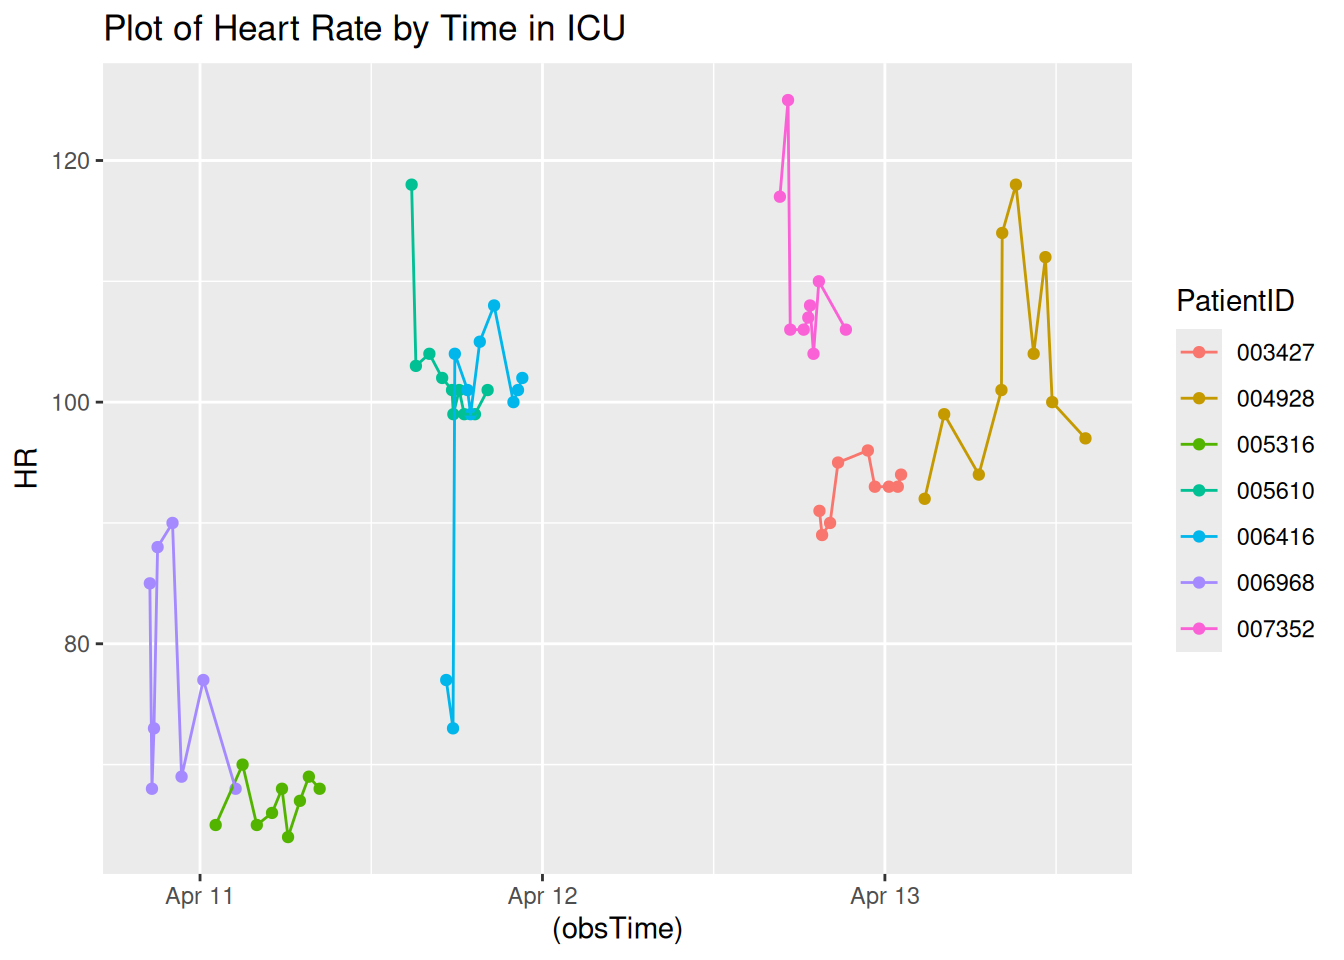 Plot of Heart Rate by Time in ICU
120
100
80
HR
Apr 11
Apr 12
Apr 13
(obsTime)
PatientID
003427
004928
005316
005610
006416
006968
007352